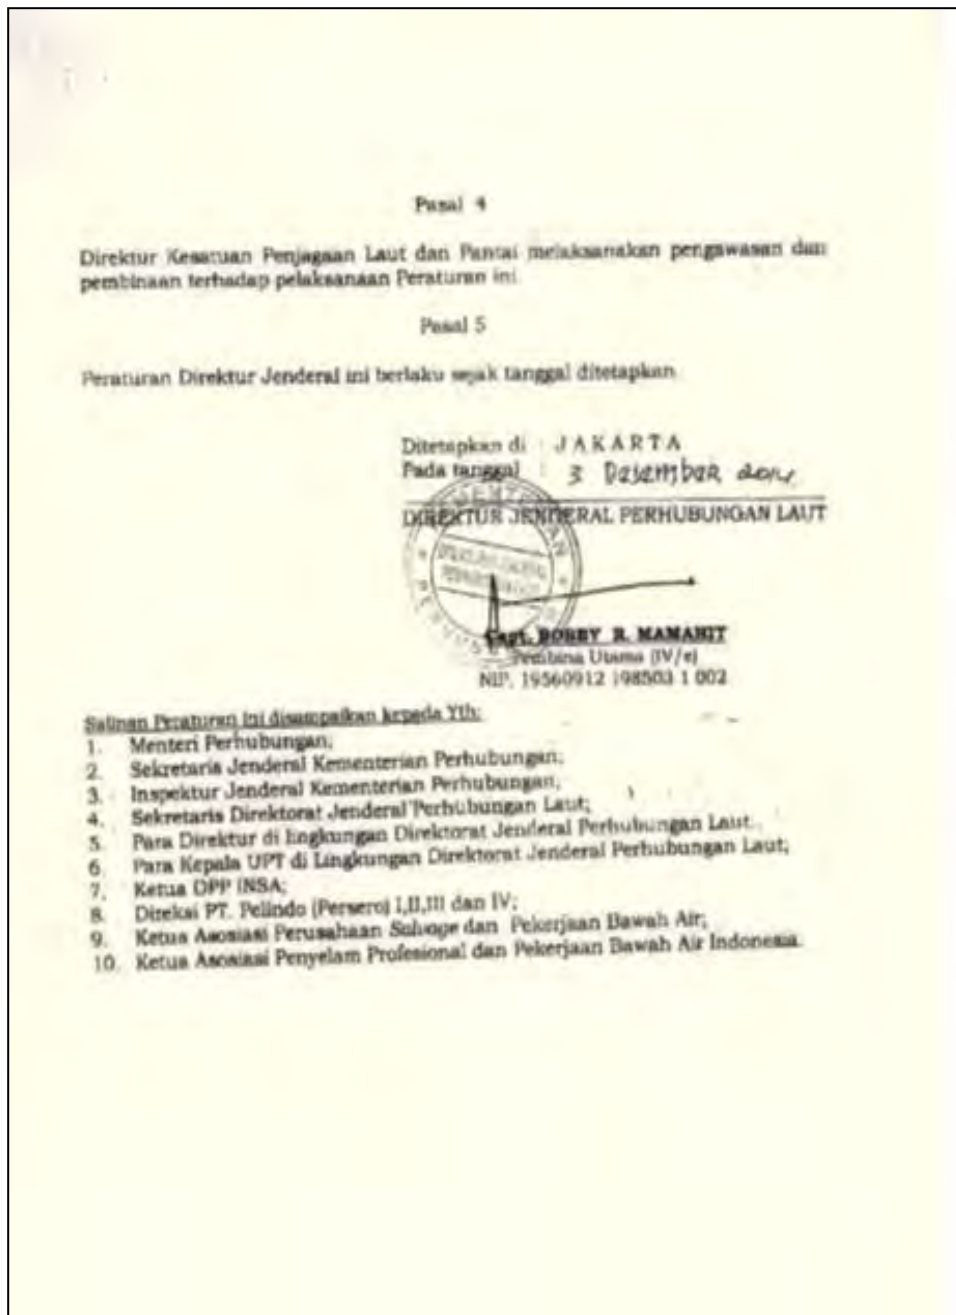 Pasal 4
Direktur Kesatuan Penjagaan Laut dan Pantai melaksanakan pengawasan dan
pembinaan terhadap pelaksanaan Peraturan ini.
Pasal 5
Peraturan Direktur Jenderal ini berlaku sejak tanggal ditetapkan
Ditetapkan di : JAKARTA
Pada tanggal : 3 Desember 2014
DIREKTUR JENDERAL PERHUBUNGAN LAUT
KEMENTERIAN
PERHUBUNGAN
Capt. BOBBY R. MAMAHIT
Pembina Utama (IV/e)
NIP. 19560912 198503 1 002
Salinan Peraturan ini disampaikan kepada Yth:
1. Menteri Perhubungan;
2. Sekretaris Jenderal Kementerian Perhubungan;
3. Inspektur Jenderal Kementerian Perhubungan;
4. Sekretaris Direktorat Jenderal Perhubungan Laut;
5. Para Direktur di lingkungan Direktorat Jenderal Perhubungan Laut;
6. Para Kepala UPT di Lingkungan Direktorat Jenderal Perhubungan Laut;
7. Ketua DPP INSA;
8. Direksi PT. Pelindo (Persero) I,II,III dan IV;
9. Ketua Asosiasi Perusahaan Salvage dan Pekerjaan Bawah Air;
10. Ketua Asosiasi Penyelam Profesional dan Pekerjaan Bawah Air Indonesia.